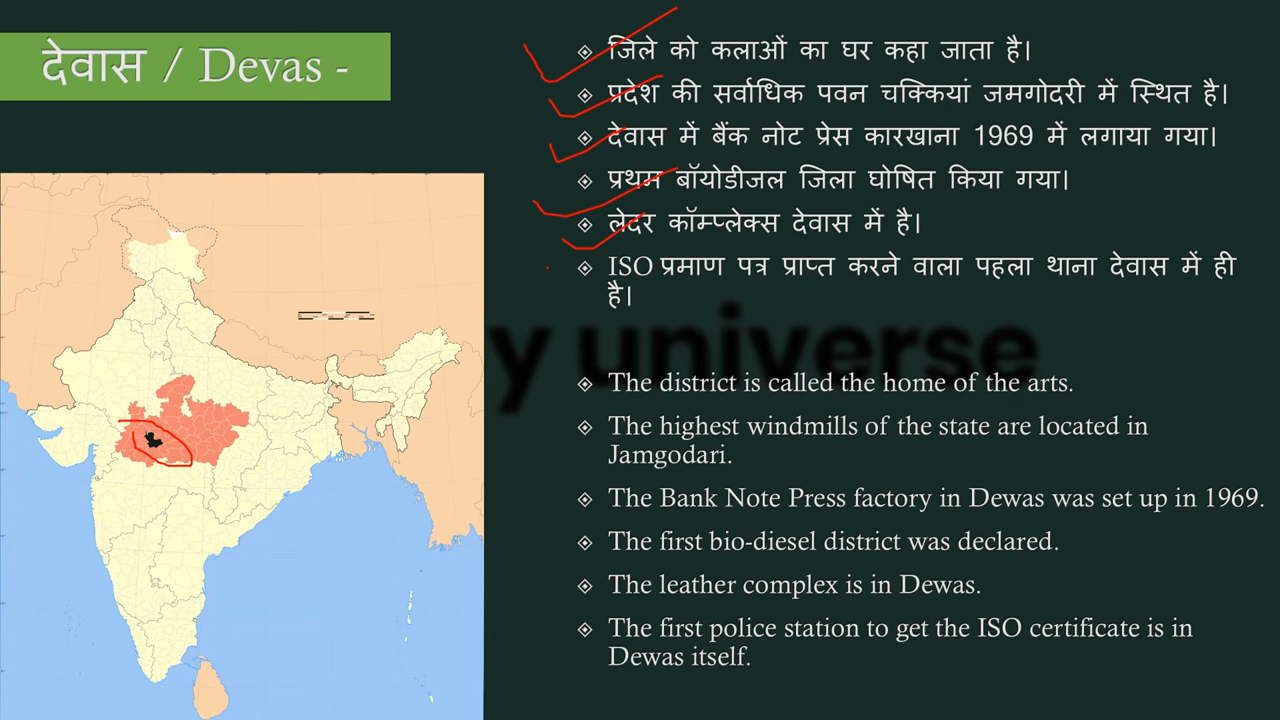 देवास / Devas -
जिले को कलाओं का घर कहा जाता है।
प्रदेश की सर्वाधिक पवन चक्कियां जमगोदरी में स्थित है।
देवास में बैंक नोट प्रेस कारखाना 1969 में लगाया गया।
प्रथम बॉयोडीजल जिला घोषित किया गया।
लेदर कॉम्प्लेक्स देवास में है।
ISO प्रमाण पत्र प्राप्त करने वाला पहला थाना देवास में ही
है।
y universe
The district is called the home of the arts.
The highest windmills of the state are located in
Jamgodari.
The Bank Note Press factory in Dewas was set up in 1969.
The first bio-diesel district was declared.
The leather complex is in Dewas.
The first police station to get the ISO certificate is in
Dewas itself.